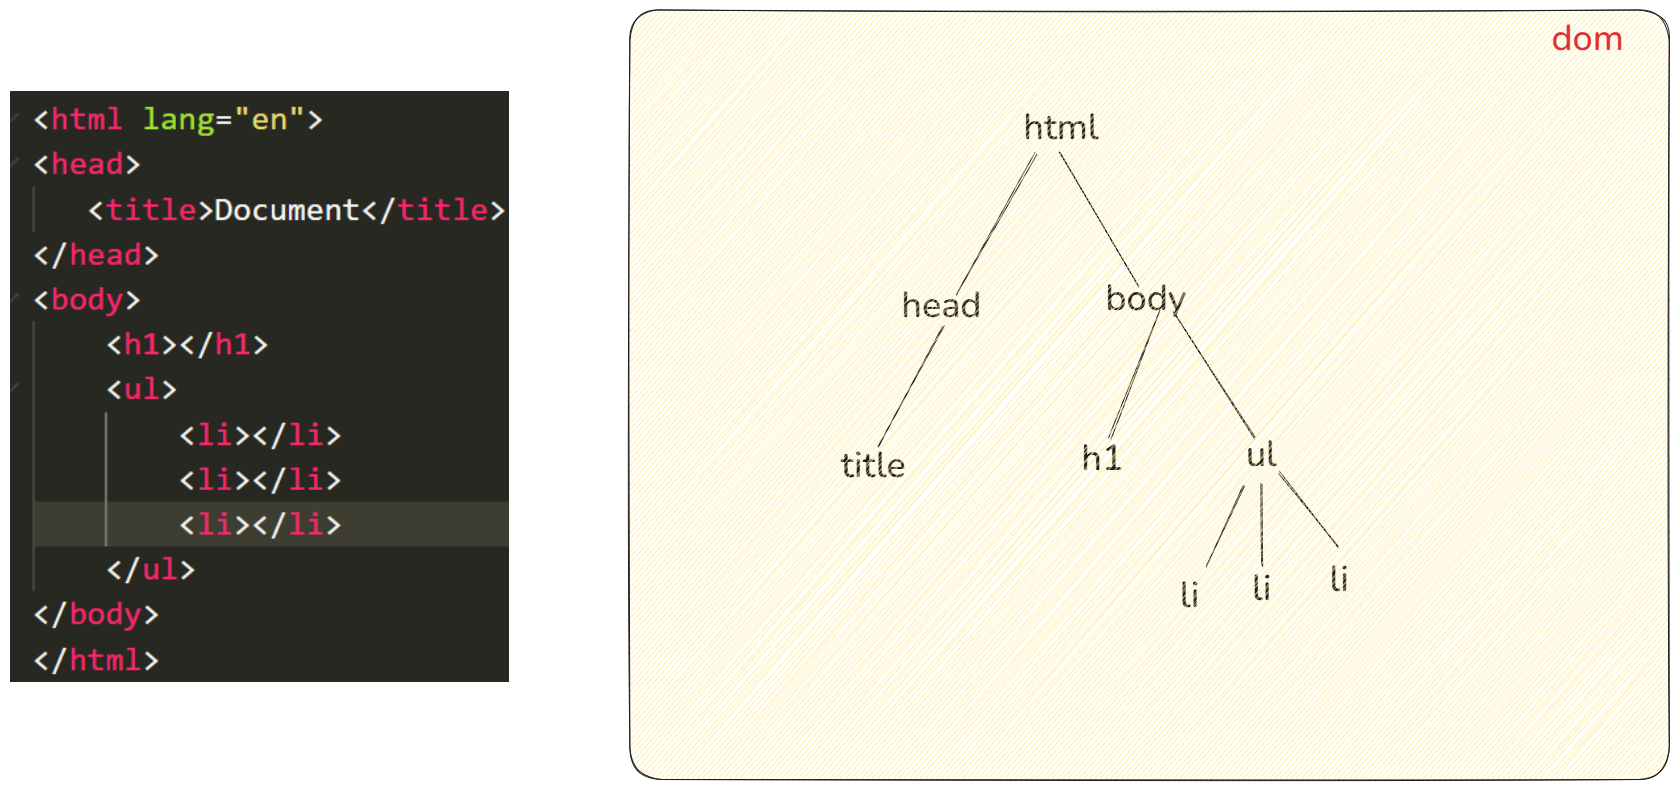 <html lang="en">
<head>
<title>Document</title>
</head>
<body>
<h1></h1>
<ul>
<li></li>
<li></li>
<li></li>
</ul>
</body>
</html>
dom
html
head body
title h1 ul
li li li